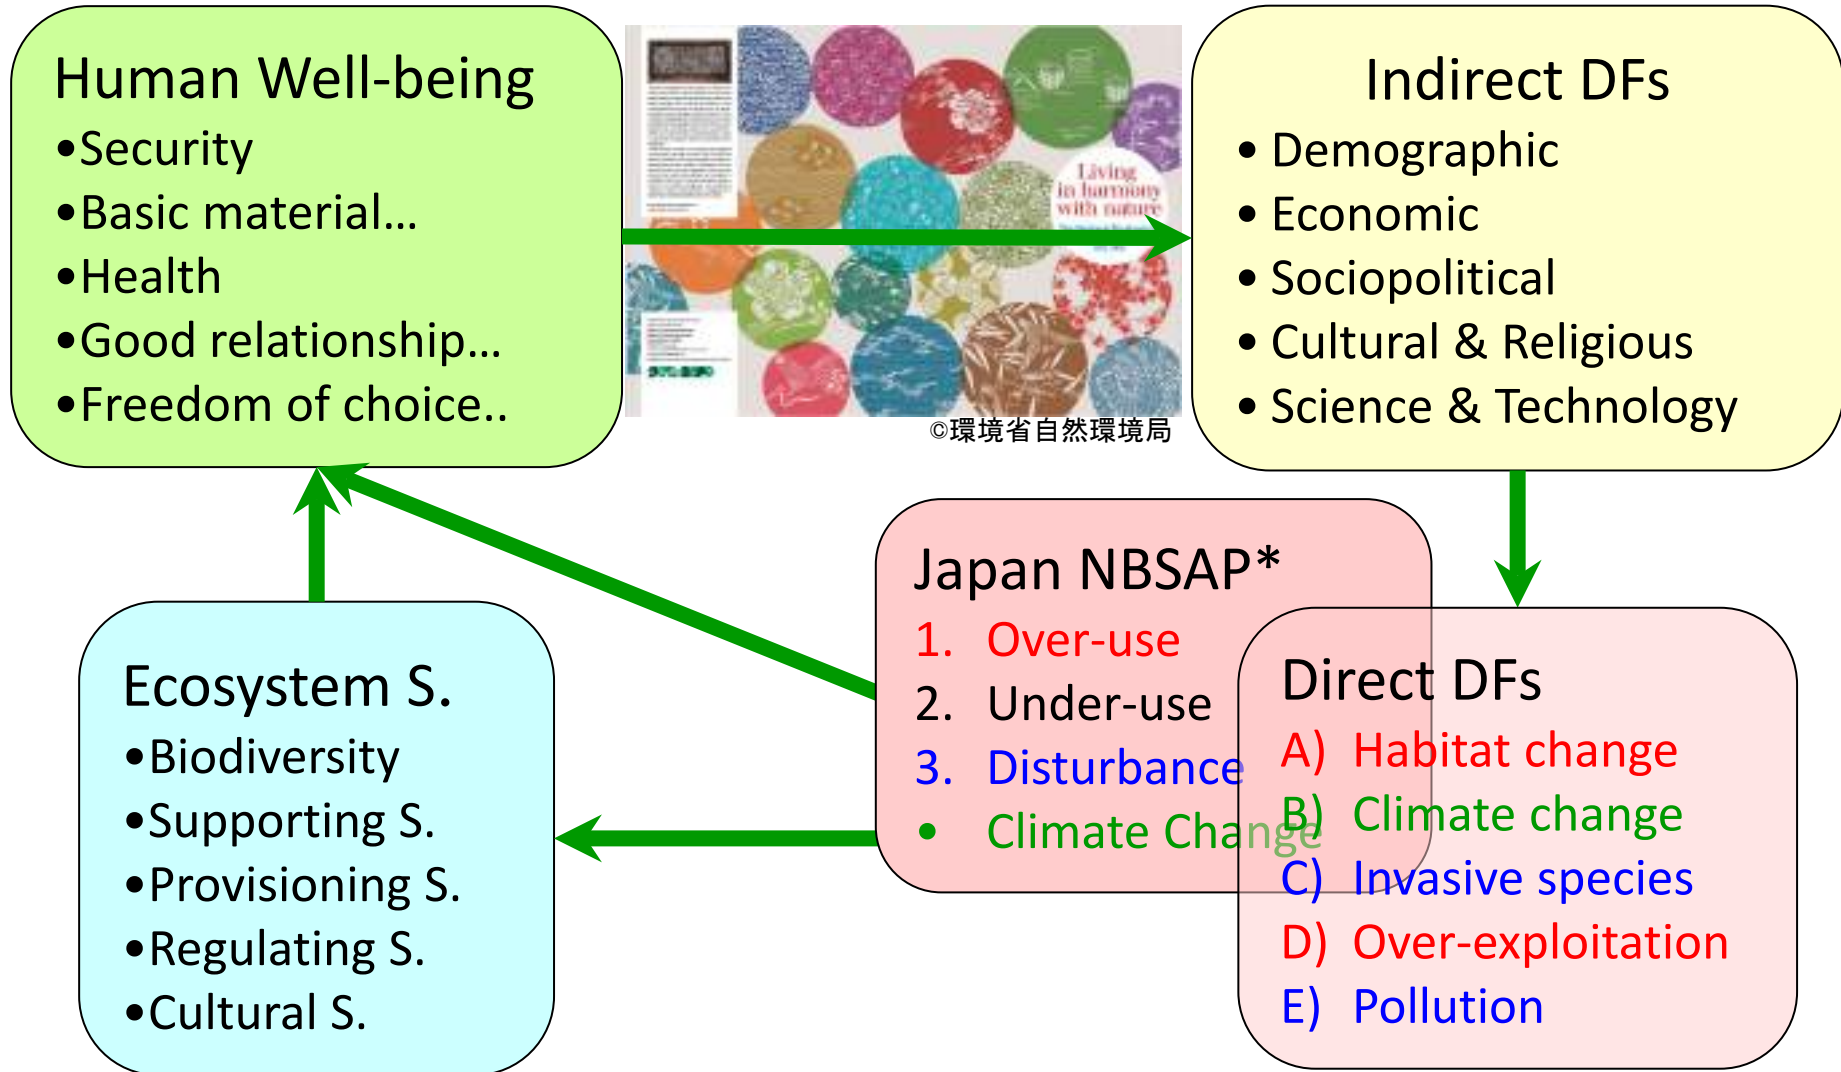 Human Well-being
•Security
•Basic material...
•Health
•Good relationship...
•Freedom of choice..
Living
in harmony
with nature
©環境省自然環境局
Indirect DFs
• Demographic
• Economic
• Sociopolitical
• Cultural & Religious
• Science & Technology
Japan NBSAP*
1. Over-use
2. Under-use
3. Disturbance
• Climate Change
Direct DFs
A) Habitat change
B) Climate change
C) Invasive species
D) Over-exploitation
E) Pollution
Ecosystem S.
•Biodiversity
•Supporting S.
•Provisioning S.
•Regulating S.
•Cultural S.